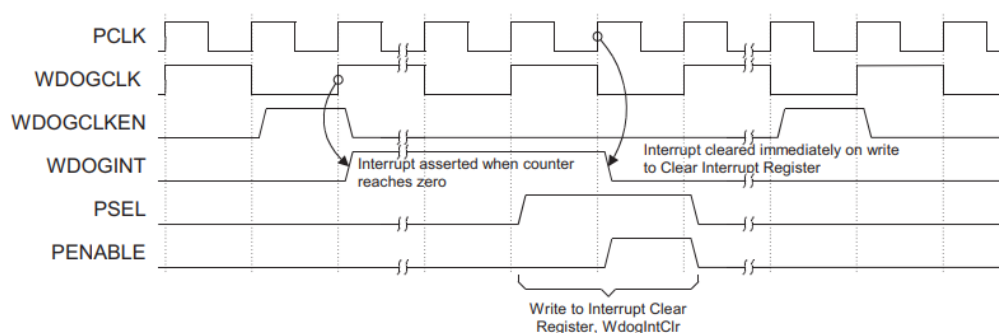 PCLK
WDOGCLK
WDOGCLKEN
WDOGINT
Interrupt asserted when counter
reaches zero
Interrupt cleared immediately on write
to Clear Interrupt Register
PSEL
PENABLE
Write to Interrupt Clear
Register, WdogIntClr